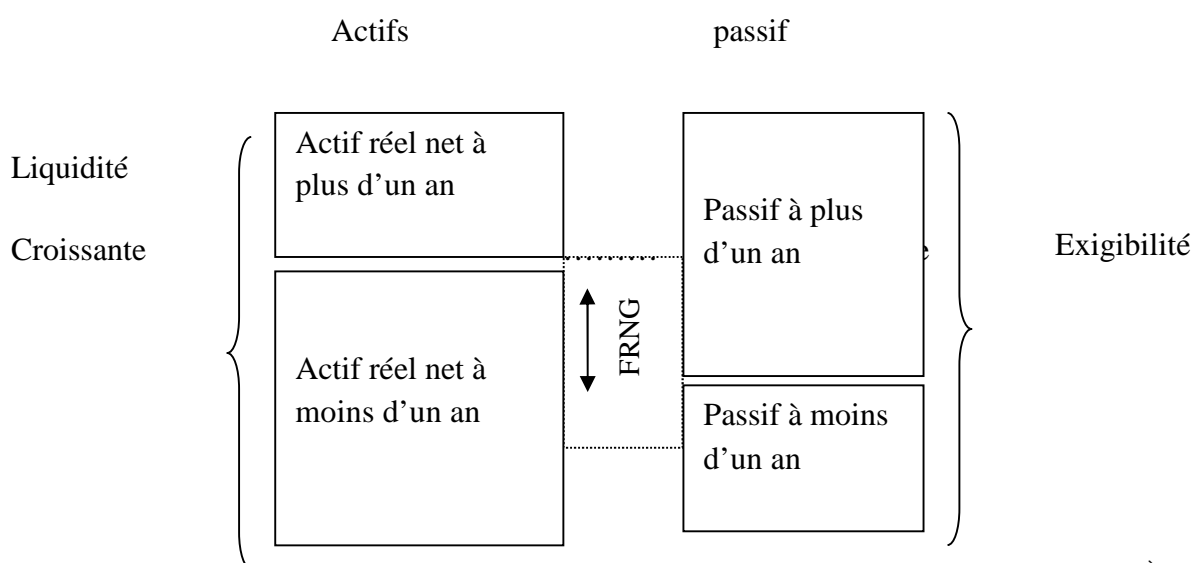 Actifs passif
Liquidité
Croissante
Actif réel net à
plus d’un an
Actif réel net à
moins d’un an
FRNG
Passif à plus
d’un an
Passif à moins
d’un an
Exigibilité